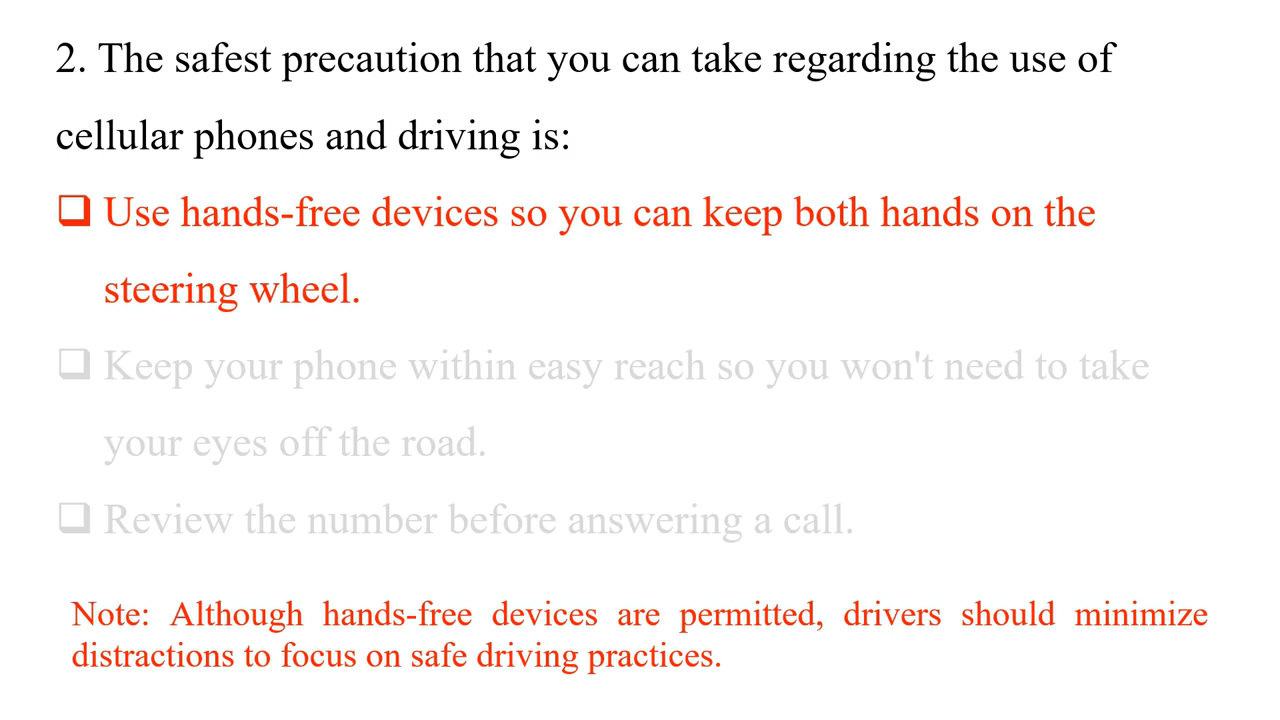 2. The safest precaution that you can take regarding the use of
cellular phones and driving is:
❑ Use hands-free devices so you can keep both hands on the
steering wheel.
❑ Keep your phone within easy reach so you won't need to take
your eyes off the road.
❑ Review the number before answering a call.
Note: Although hands-free devices are permitted, drivers should minimize
distractions to focus on safe driving practices.